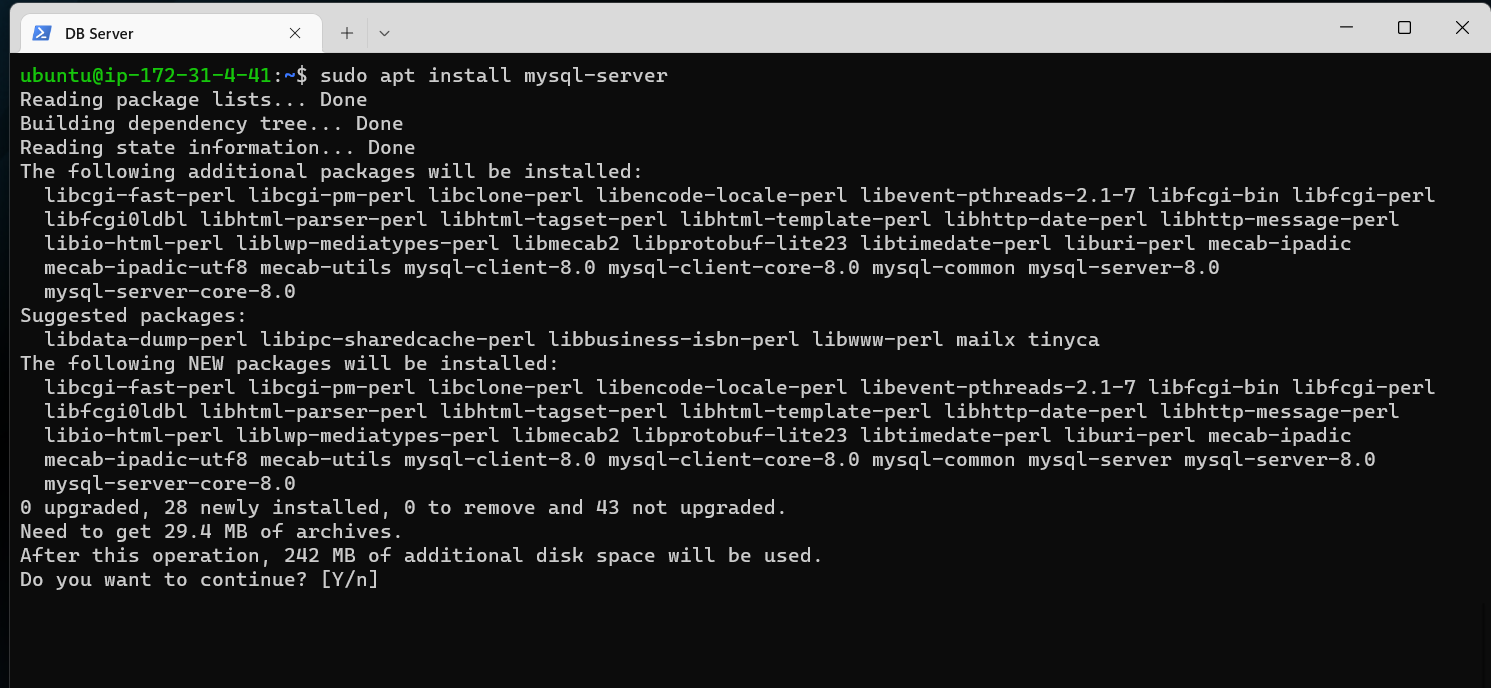 DB Server
ubuntu@ip-172-31-4-41:~$ sudo apt install mysql-server
Reading package lists... Done
Building dependency tree... Done
Reading state information... Done
The following additional packages will be installed:
  libcgi-fast-perl libcgi-pm-perl libclone-perl libencode-locale-perl libevent-pthreads-2.1-7 libfcgi-bin libfcgi-perl
  libfcgi0ldbl libhtml-parser-perl libhtml-tagset-perl libhtml-template-perl libhttp-date-perl libhttp-message-perl
  libio-html-perl liblwp-mediatypes-perl libmecab2 libprotobuf-lite23 libtimedate-perl liburi-perl mecab-ipadic
  mecab-ipadic-utf8 mecab-utils mysql-client-8.0 mysql-client-core-8.0 mysql-common mysql-server-8.0
  mysql-server-core-8.0
Suggested packages:
  libdata-dump-perl libipc-sharedcache-perl libbusiness-isbn-perl libwww-perl mailx tinyca
The following NEW packages will be installed:
  libcgi-fast-perl libcgi-pm-perl libclone-perl libencode-locale-perl libevent-pthreads-2.1-7 libfcgi-bin libfcgi-perl
  libfcgi0ldbl libhtml-parser-perl libhtml-tagset-perl libhtml-template-perl libhttp-date-perl libhttp-message-perl
  libio-html-perl liblwp-mediatypes-perl libmecab2 libprotobuf-lite23 libtimedate-perl liburi-perl mecab-ipadic
  mecab-ipadic-utf8 mecab-utils mysql-client-8.0 mysql-client-core-8.0 mysql-common mysql-server mysql-server-8.0
  mysql-server-core-8.0
0 upgraded, 28 newly installed, 0 to remove and 43 not upgraded.
Need to get 29.4 MB of archives.
After this operation, 242 MB of additional disk space will be used.
Do you want to continue? [Y/n]